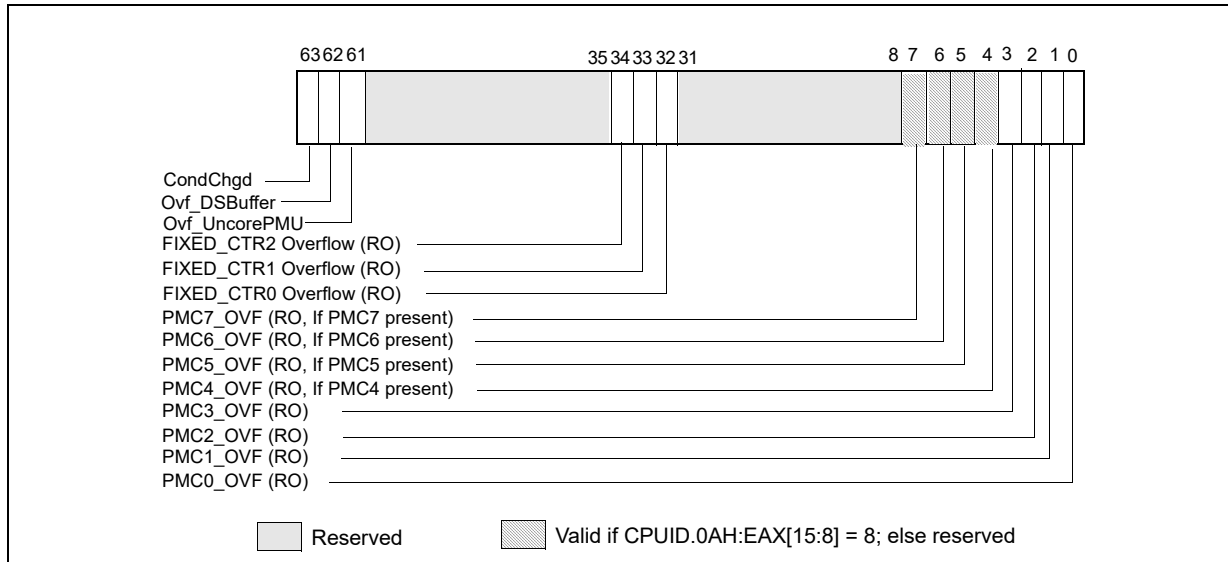 63 62 61 35 34 33 32 31 8 7 6 5 4 3 2 1 0
CondChgd
Ovf_DSBuffer
Ovf_UncorePMU
FIXED_CTR2 Overflow (RO)
FIXED_CTR1 Overflow (RO)
FIXED_CTR0 Overflow (RO)
PMC7_OVF (RO, If PMC7 present)
PMC6_OVF (RO, If PMC6 present)
PMC5_OVF (RO, If PMC5 present)
PMC4_OVF (RO, If PMC4 present)
PMC3_OVF (RO)
PMC2_OVF (RO)
PMC1_OVF (RO)
PMC0_OVF (RO)
Reserved Valid if CPUID.0AH:EAX[15:8] = 8; else reserved